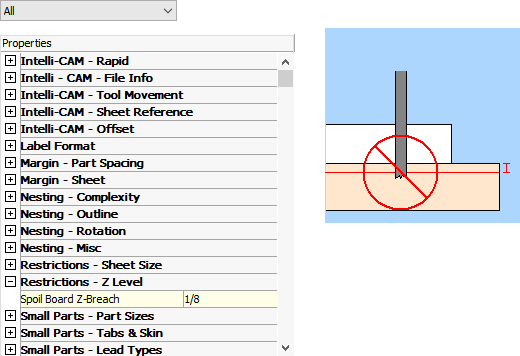 All
Properties
Intelli-CAM - Rapid
Intelli - CAM - File Info
Intelli-CAM - Tool Movement
Intelli-CAM - Sheet Reference
Intelli-CAM - Offset
Label Format
Margin - Part Spacing
Margin - Sheet
Nesting - Complexity
Nesting - Outline
Nesting - Rotation
Nesting - Misc
Restrictions - Sheet Size
Restrictions - Z Level
Spoil Board Z-Breach 1/8
Small Parts - Part Sizes
Small Parts - Tabs & Skin
Small Parts - Lead Types